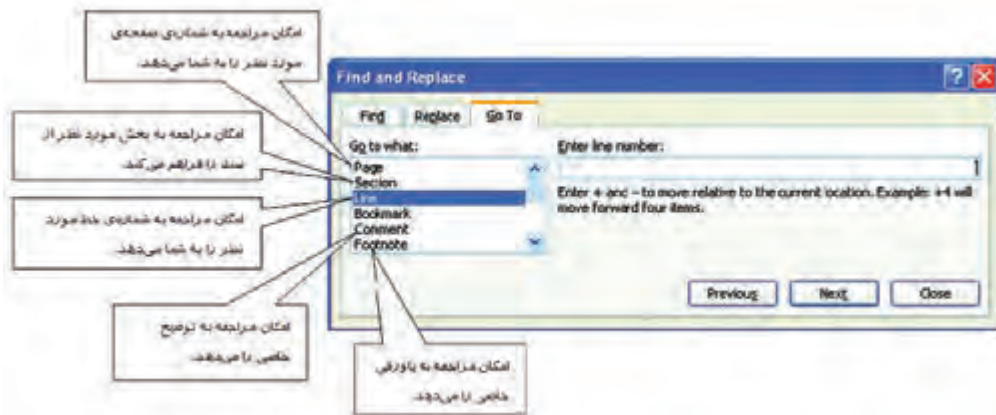 امکان مراجعه به شماره‌ی صفحه‌ی
مورد نظر را به شما می‌دهد.
امکان مراجعه به بخش مورد نظر از
سند را فراهم می‌کند.
امکان مراجعه به شماره‌ی خط مورد
نظر را به شما می‌دهد.
امکان مراجعه به توضیح
خاصی را می‌دهد.
امکان مراجعه به پاورقی
خاصی را می‌دهد.
Find and Replace
Find Replace Go To
Go to what:
Page
Section
Line
Bookmark
Comment
Footnote
Enter line number:
Enter + and – to move relative to the current location. Example: +4 will
move forward four items.
Previous Next Close